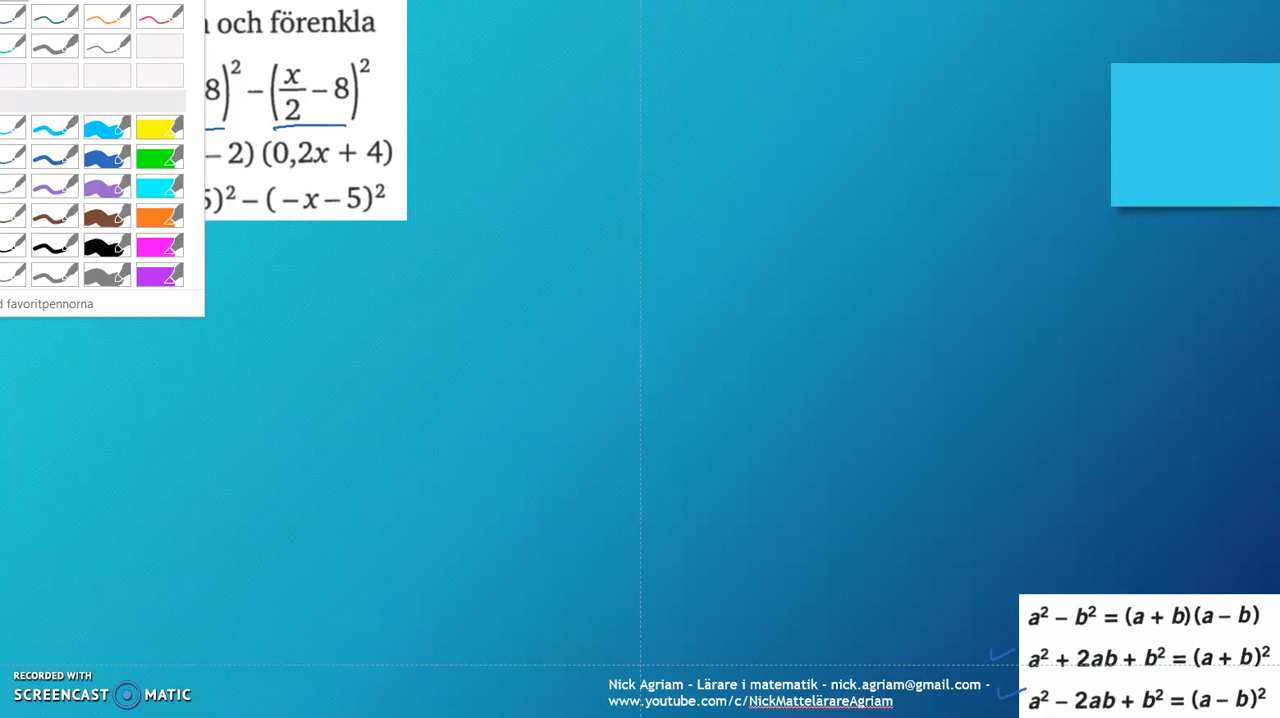 och förenkla
8)² − (x/2 − 8)²
− 2) (0,2x + 4)
5)² − (−x − 5)²
favoritpennorna
a² − b² = (a + b)(a − b)
a² + 2ab + b² = (a + b)²
a² − 2ab + b² = (a − b)²
RECORDED WITH
SCREENCAST MATIC
Nick Agriam - Lärare i matematik - nick.agriam@gmail.com -
www.youtube.com/c/NickMattelärareAgriam